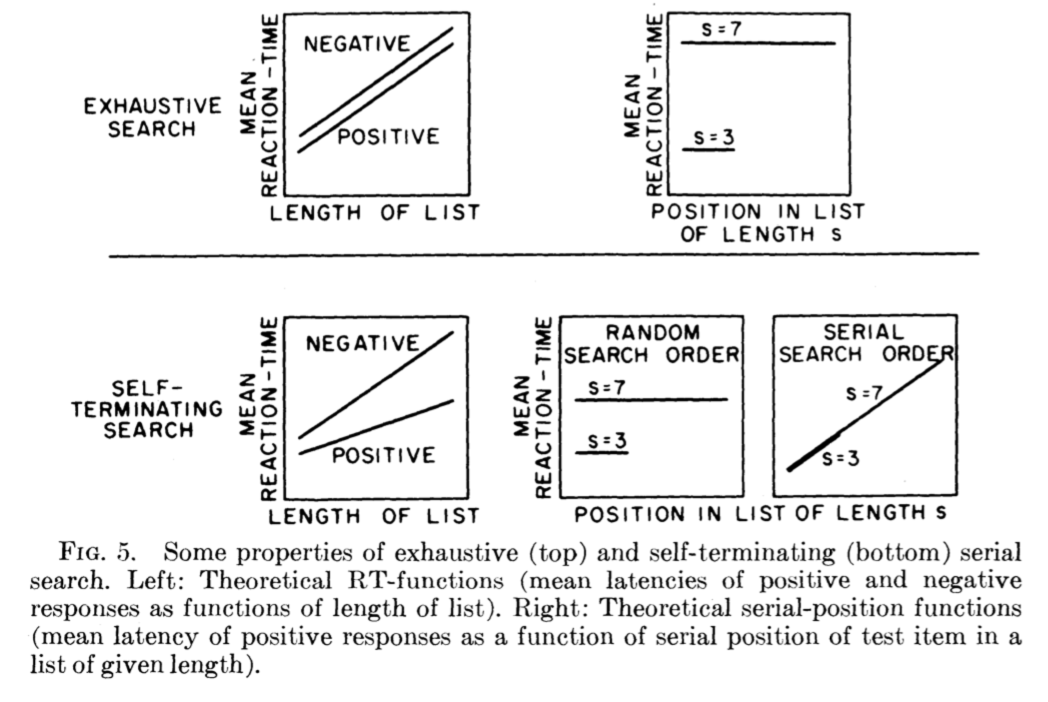 EXHAUSTIVE
SEARCH
MEAN
REACTION-TIME
NEGATIVE
POSITIVE
LENGTH OF LIST
MEAN
REACTION-TIME
S=7
S=3
POSITION IN LIST
OF LENGTH S
SELF-
TERMINATING
SEARCH
MEAN
REACTION-TIME
NEGATIVE
POSITIVE
LENGTH OF LIST
MEAN
REACTION-TIME
RANDOM
SEARCH ORDER
S=7
S=3
SERIAL
SEARCH ORDER
S=7
S=3
POSITION IN LIST OF LENGTH S
FIG. 5. Some properties of exhaustive (top) and self-terminating (bottom) serial
search. Left: Theoretical RT-functions (mean latencies of positive and negative
responses as functions of length of list). Right: Theoretical serial-position functions
(mean latency of positive responses as a function of serial position of test item in a
list of given length).